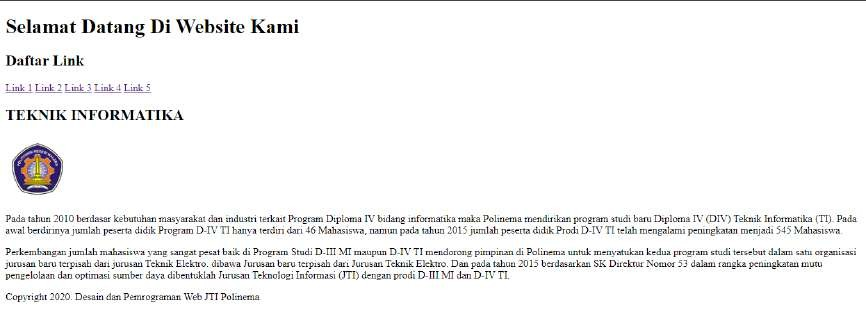 Selamat Datang Di Website Kami
Daftar Link
Link 1 Link 2 Link 3 Link 4 Link 5
TEKNIK INFORMATIKA
Pada tahun 2010 berdasar kebutuhan masyarakat dan industri terkait Program Diploma IV bidang informatika maka Polinema mendirikan program studi baru Diploma IV (DIV) Teknik Informatika (TI). Pada
awal berdirinya jumlah peserta didik Program D-IV TI hanya terdiri dari 46 Mahasiswa, namun pada tahun 2015 jumlah peserta didik Prodi D-IV TI telah mengalami peningkatan menjadi 545 Mahasiswa.
Perkembangan jumlah mahasiswa yang sangat pesat baik di Program Studi D-III MI maupun D-IV TI mendorong pimpinan di Polinema untuk menyatukan kedua program studi tersebut dalam satu organisasi
jurusan baru terpisah dari jurusan Teknik Elektro. dibawa Jurusan baru terpisah dari Jurusan Teknik Elektro. Dan pada tahun 2015 berdasarkan SK Direktur Nomor 53 dalam rangka peningkatan mutu
pengelolaan dan optimasi sumber daya dibentuklah Jurusan Teknologi Informasi (JTI) dengan prodi D-III MI dan D-IV TI.
Copyright 2020. Desain dan Pemrograman Web JTI Polinema